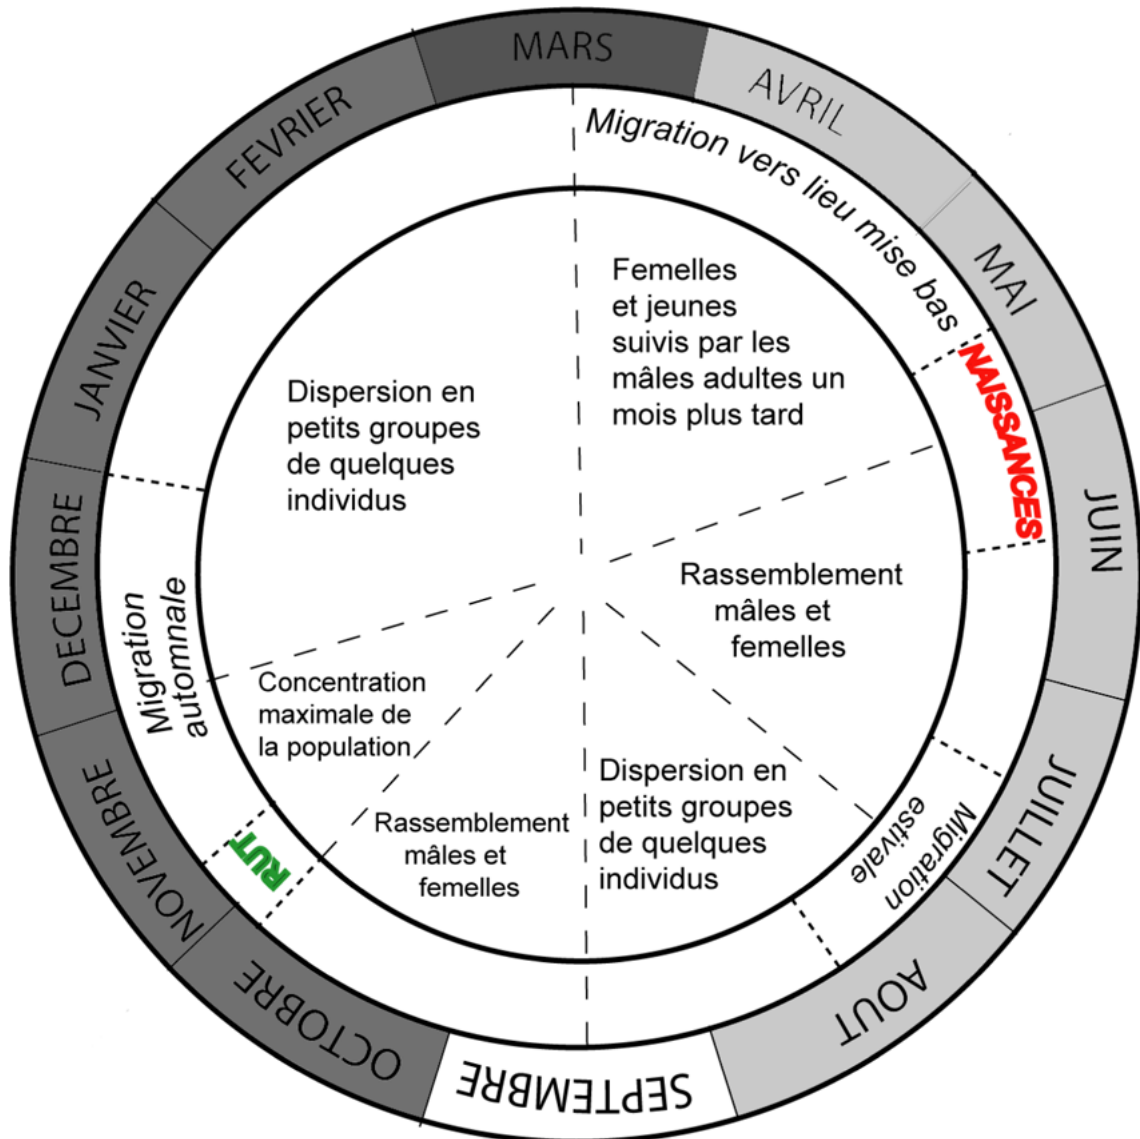 MARS
AVRIL
MAI
JUIN
JUILLET
AOUT
SEPTEMBRE
OCTOBRE
NOVEMBRE
DECEMBRE
JANVIER
FEVRIER
Migration vers lieu mise bas
NAISSANCES
Migration
estivale
RUT
Migration
automnale
Femelles
et jeunes
suivis par les
mâles adultes un
mois plus tard
Rassemblement
mâles et
femelles
Dispersion en
petits groupes
de quelques
individus
Rassemblement
mâles et
femelles
Concentration
maximale de
la population
Dispersion en
petits groupes
de quelques
individus